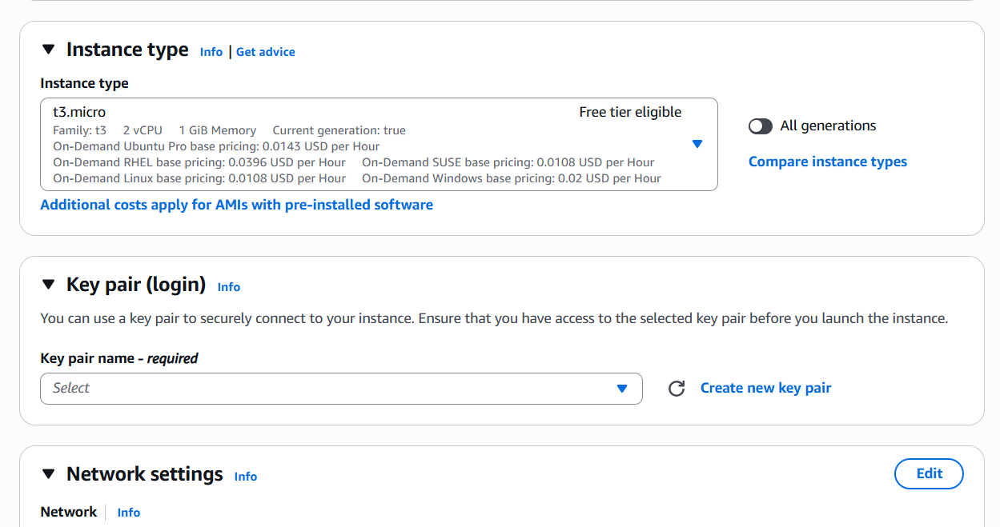 Instance type Info | Get advice
Instance type
t3.micro Free tier eligible
Family: t3 2 vCPU 1 GiB Memory Current generation: true
On-Demand Ubuntu Pro base pricing: 0.0143 USD per Hour
On-Demand RHEL base pricing: 0.0396 USD per Hour On-Demand SUSE base pricing: 0.0108 USD per Hour
On-Demand Linux base pricing: 0.0108 USD per Hour On-Demand Windows base pricing: 0.02 USD per Hour
All generations
Compare instance types
Additional costs apply for AMIs with pre-installed software
Key pair (login) Info
You can use a key pair to securely connect to your instance. Ensure that you have access to the selected key pair before you launch the instance.
Key pair name - required
Select
Create new key pair
Network settings Info
Edit
Network Info